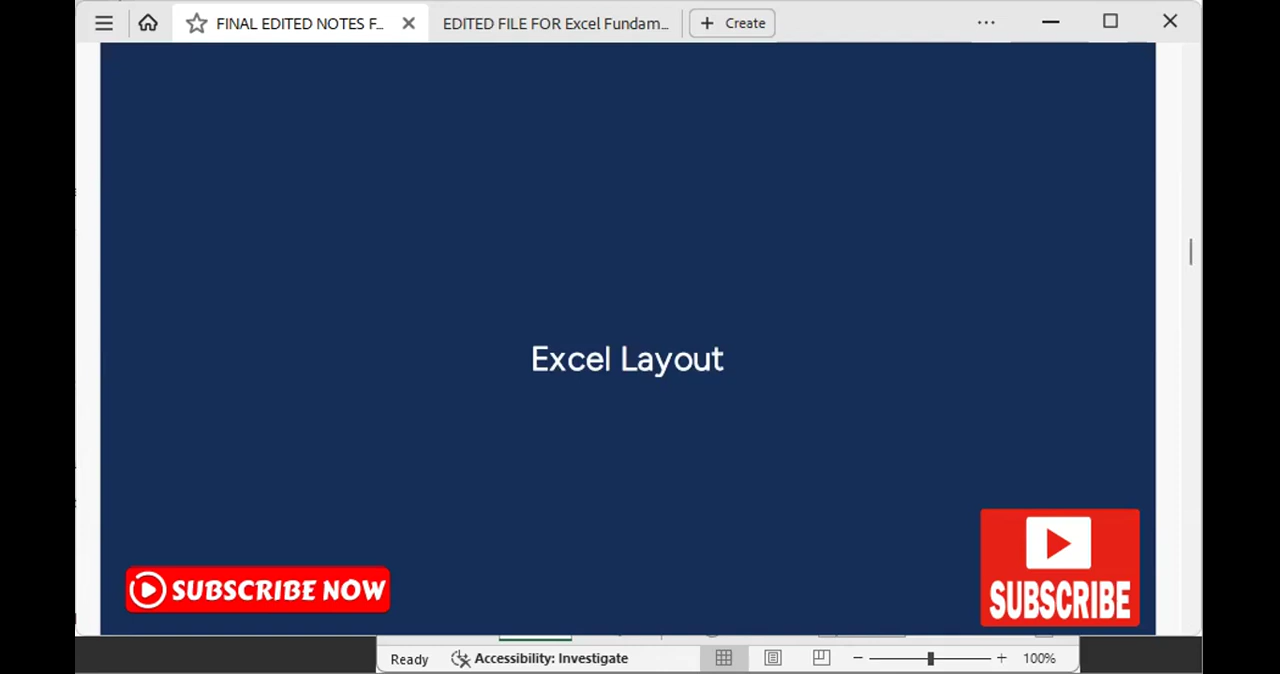 FINAL EDITED NOTES F...
EDITED FILE FOR Excel Fundam...
+ Create
Excel Layout
SUBSCRIBE NOW
SUBSCRIBE
Ready
Accessibility: Investigate
100%